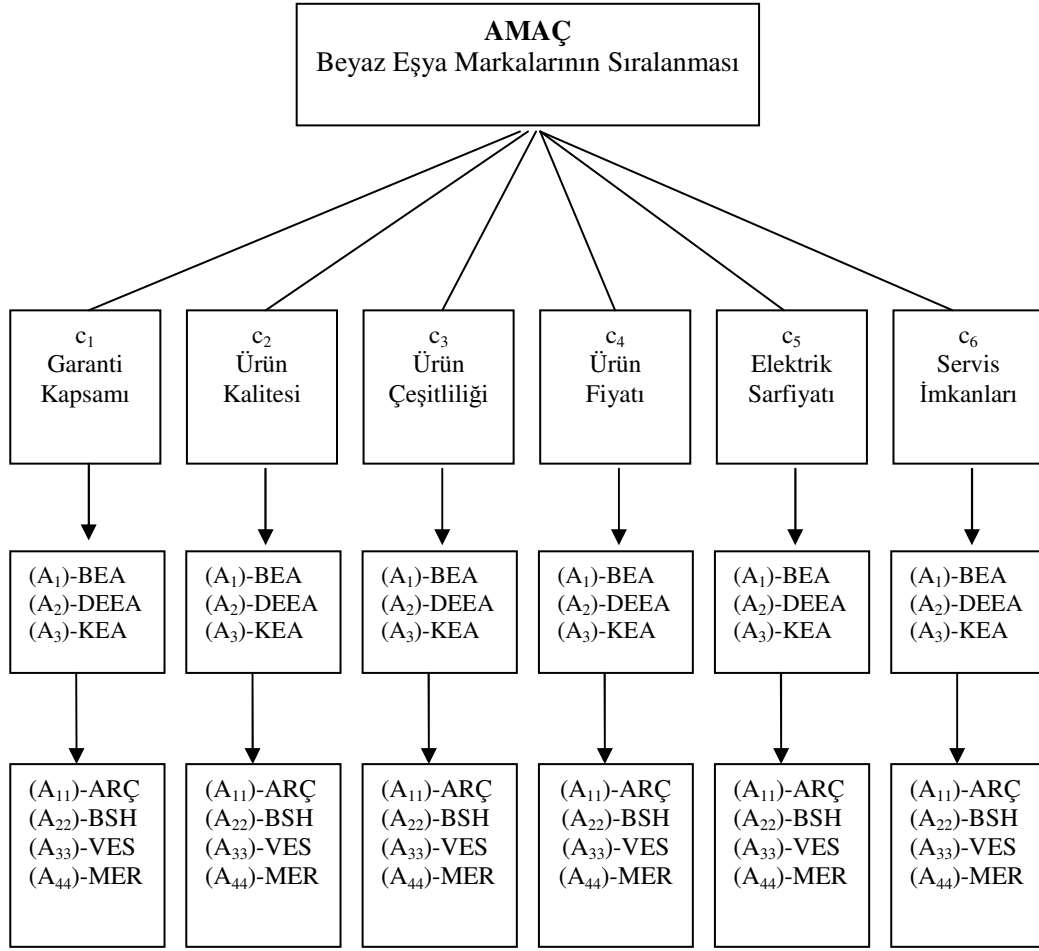 AMAÇ
Beyaz Eşya Markalarının Sıralanması
c₁
Garanti
Kapsamı
c₂
Ürün
Kalitesi
c₃
Ürün
Çeşitliliği
c₄
Ürün
Fiyatı
c₅
Elektrik
Sarfiyatı
c₆
Servis
İmkanları
(A₁)-BEA
(A₂)-DEEA
(A₃)-KEA
(A₁)-BEA
(A₂)-DEEA
(A₃)-KEA
(A₁)-BEA
(A₂)-DEEA
(A₃)-KEA
(A₁)-BEA
(A₂)-DEEA
(A₃)-KEA
(A₁)-BEA
(A₂)-DEEA
(A₃)-KEA
(A₁)-BEA
(A₂)-DEEA
(A₃)-KEA
(A₁₁)-ARÇ
(A₂₂)-BSH
(A₃₃)-VES
(A₄₄)-MER
(A₁₁)-ARÇ
(A₂₂)-BSH
(A₃₃)-VES
(A₄₄)-MER
(A₁₁)-ARÇ
(A₂₂)-BSH
(A₃₃)-VES
(A₄₄)-MER
(A₁₁)-ARÇ
(A₂₂)-BSH
(A₃₃)-VES
(A₄₄)-MER
(A₁₁)-ARÇ
(A₂₂)-BSH
(A₃₃)-VES
(A₄₄)-MER
(A₁₁)-ARÇ
(A₂₂)-BSH
(A₃₃)-VES
(A₄₄)-MER